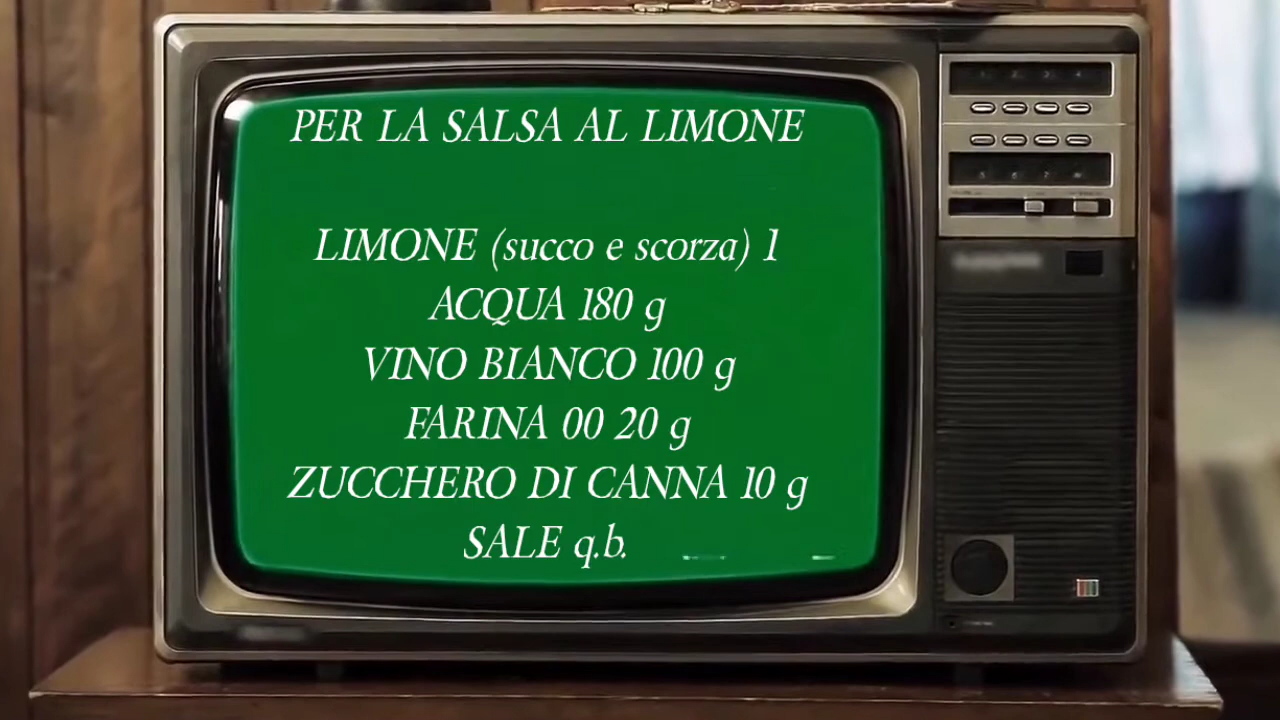 PER LA SALSA AL LIMONE
LIMONE (succo e scorza) 1
ACQUA 180 g
VINO BIANCO 100 g
FARINA 00 20 g
ZUCCHERO DI CANNA 10 g
SALE q.b.